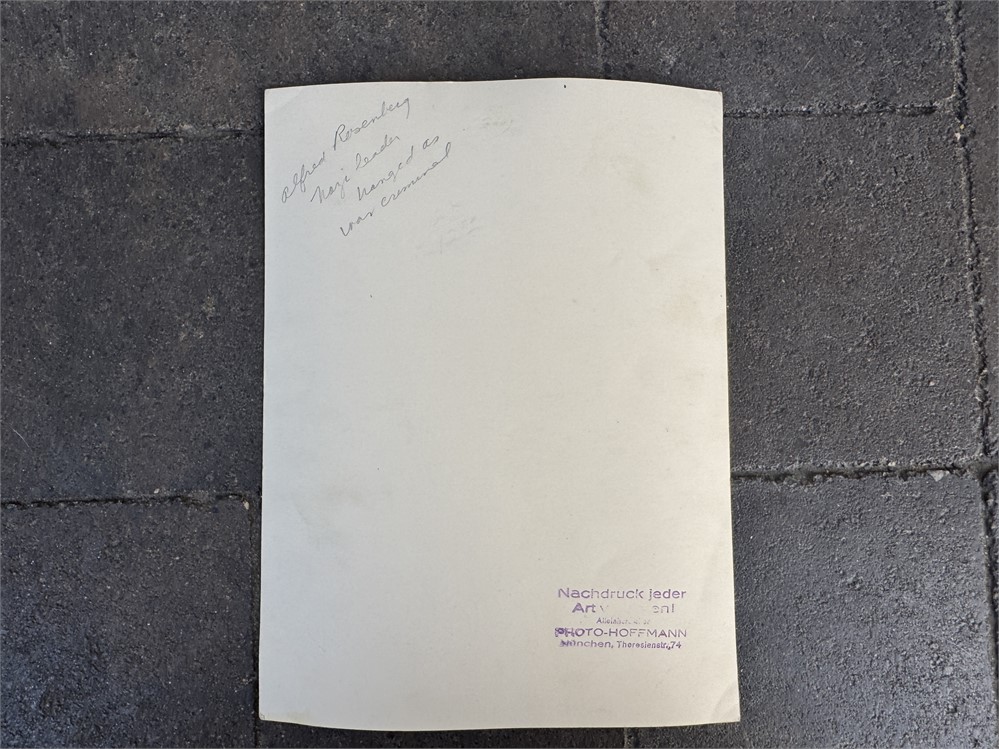 Alfred Rosenberg
Nazi leader
hanged as
war criminal
Nachdruck jeder
Art
PHOTO-HOFFMANN
München, Theresienstr. 74